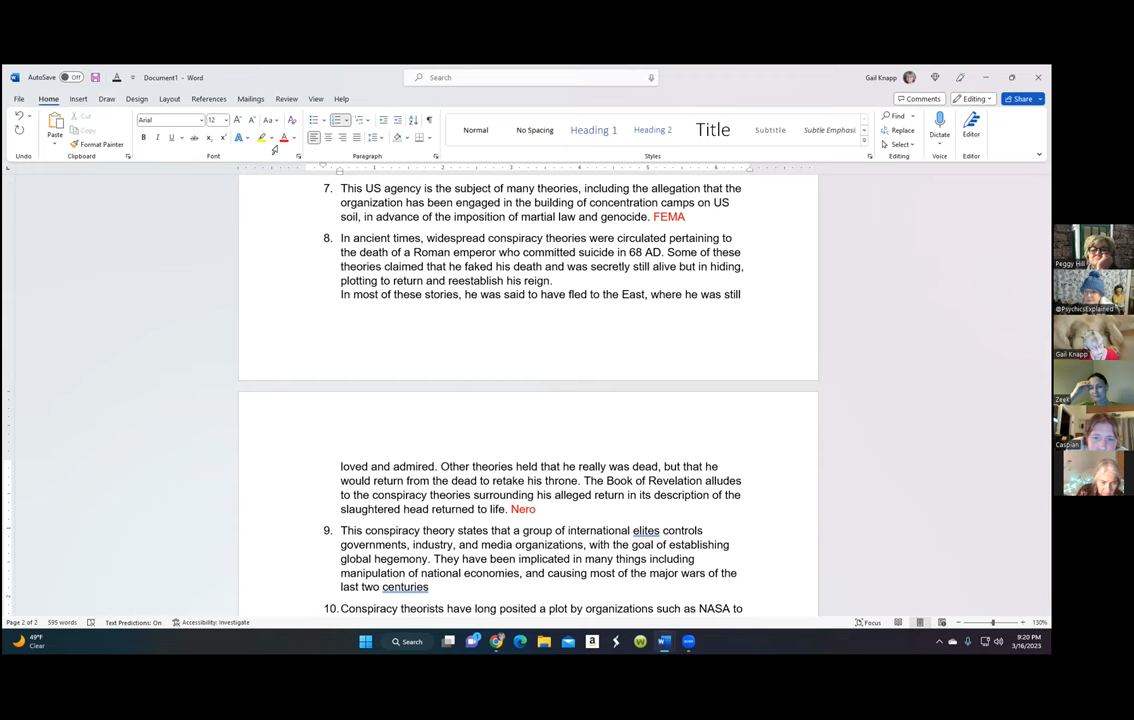 AutoSave Off Document1 - Word Search Gail Knapp
File Home Insert Draw Design Layout References Mailings Review View Help Comments Editing Share
Paste Cut Copy Format Painter Arial 12 Normal No Spacing Heading 1 Heading 2 Title Subtitle Subtle Emphasis Find Replace Select Dictate Editor
Undo Clipboard Font Paragraph Styles Editing Voice Editor
7. This US agency is the subject of many theories, including the allegation that the
organization has been engaged in the building of concentration camps on US
soil, in advance of the imposition of martial law and genocide. FEMA
8. In ancient times, widespread conspiracy theories were circulated pertaining to
the death of a Roman emperor who committed suicide in 68 AD. Some of these
theories claimed that he faked his death and was secretly still alive but in hiding,
plotting to return and reestablish his reign.
In most of these stories, he was said to have fled to the East, where he was still
loved and admired. Other theories held that he really was dead, but that he
would return from the dead to retake his throne. The Book of Revelation alludes
to the conspiracy theories surrounding his alleged return in its description of the
slaughtered head returned to life. Nero
9. This conspiracy theory states that a group of international elites controls
governments, industry, and media organizations, with the goal of establishing
global hegemony. They have been implicated in many things including
manipulation of national economies, and causing most of the major wars of the
last two centuries
10. Conspiracy theorists have long posited a plot by organizations such as NASA to
Peggy Hill
@PsychicsExplained
Gail Knapp
Zeek
Caspian
Page 2 of 2 595 words Text Predictions: On Accessibility: Investigate Focus 130%
49°F
Clear
Search
9:20 PM
3/16/2023